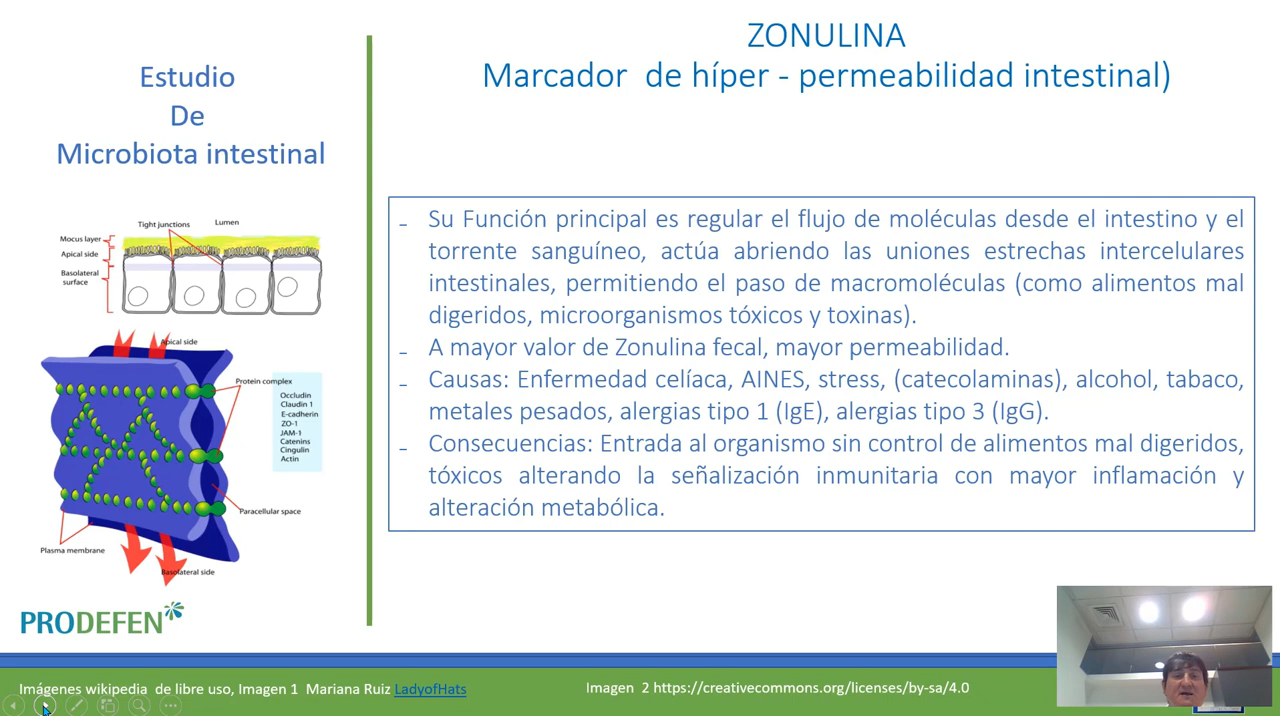 ZONULINA
Marcador de híper - permeabilidad intestinal)
Estudio
De
Microbiota intestinal
Tight junctions
Lumen
Mocus layer
Apical side
Basolateral
surface
Apical side
Protein complex
Occludin
Claudin 1
E-cadherin
ZO-1
JAM-1
Catenins
Cingulin
Actin
Paracellular space
Plasma membrane
Basolateral side
- Su Función principal es regular el flujo de moléculas desde el intestino y el
torrente sanguíneo, actúa abriendo las uniones estrechas intercelulares
intestinales, permitiendo el paso de macromoléculas (como alimentos mal
digeridos, microorganismos tóxicos y toxinas).
- A mayor valor de Zonulina fecal, mayor permeabilidad.
- Causas: Enfermedad celíaca, AINES, stress, (catecolaminas), alcohol, tabaco,
metales pesados, alergias tipo 1 (IgE), alergias tipo 3 (IgG).
- Consecuencias: Entrada al organismo sin control de alimentos mal digeridos,
tóxicos alterando la señalización inmunitaria con mayor inflamación y
alteración metabólica.
PRODEFEN
Imágenes wikipedia de libre uso, Imagen 1 Mariana Ruiz LadyofHats
Imagen 2 https://creativecommons.org/licenses/by-sa/4.0